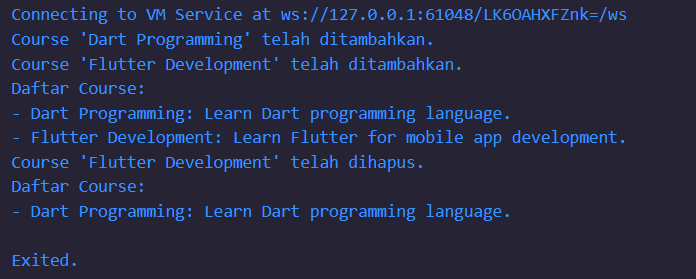 Connecting to VM Service at ws://127.0.0.1:61048/LK6OAHXFZnk=/ws
Course 'Dart Programming' telah ditambahkan.
Course 'Flutter Development' telah ditambahkan.
Daftar Course:
- Dart Programming: Learn Dart programming language.
- Flutter Development: Learn Flutter for mobile app development.
Course 'Flutter Development' telah dihapus.
Daftar Course:
- Dart Programming: Learn Dart programming language.
Exited.